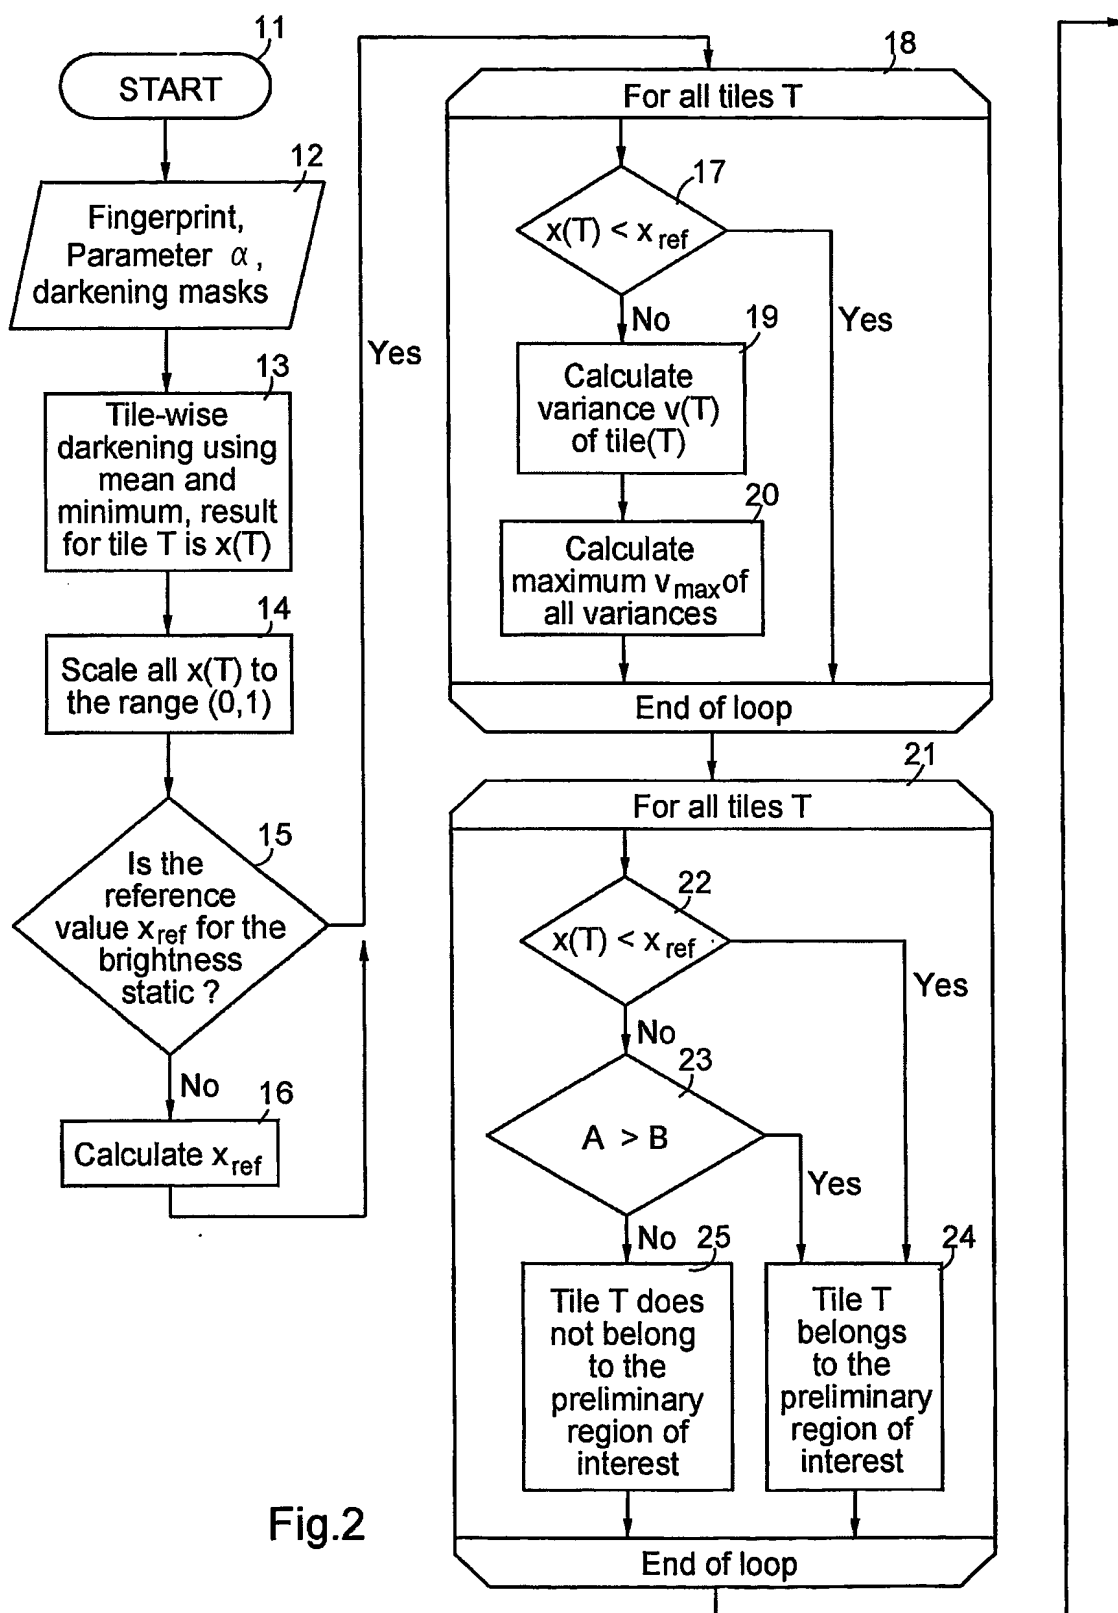 11
START
12
Fingerprint,
Parameter α,
darkening masks
13
Tile-wise
darkening using
mean and
minimum, result
for tile T is x(T)
14
Scale all x(T) to
the range (0,1)
15
Is the
reference
value xref for the
brightness
static ?
Yes
No
16
Calculate xref
18
For all tiles T
17
x(T) < xref
No
Yes
19
Calculate
variance v(T)
of tile(T)
20
Calculate
maximum vmax of
all variances
End of loop
21
For all tiles T
22
x(T) < xref
Yes
No
23
A > B
Yes
No
25
Tile T does
not belong
to the
preliminary
region of
interest
24
Tile T
belongs
to the
preliminary
region of
interest
End of loop
Fig.2